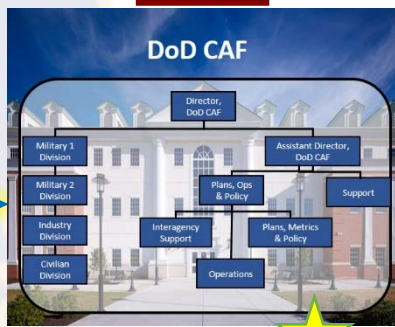 DoD CAF
Director,
DoD CAF
Military 1
Division
Assistant Director,
DoD CAF
Military 2
Division
Plans, Ops
& Policy
Support
Industry
Division
Interagency
Support
Plans, Metrics
& Policy
Civilian
Division
Operations